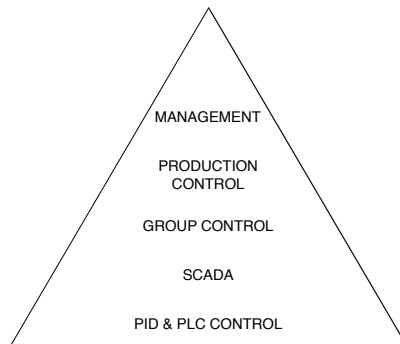 MANAGEMENT
PRODUCTION
CONTROL
GROUP CONTROL
SCADA
PID & PLC CONTROL